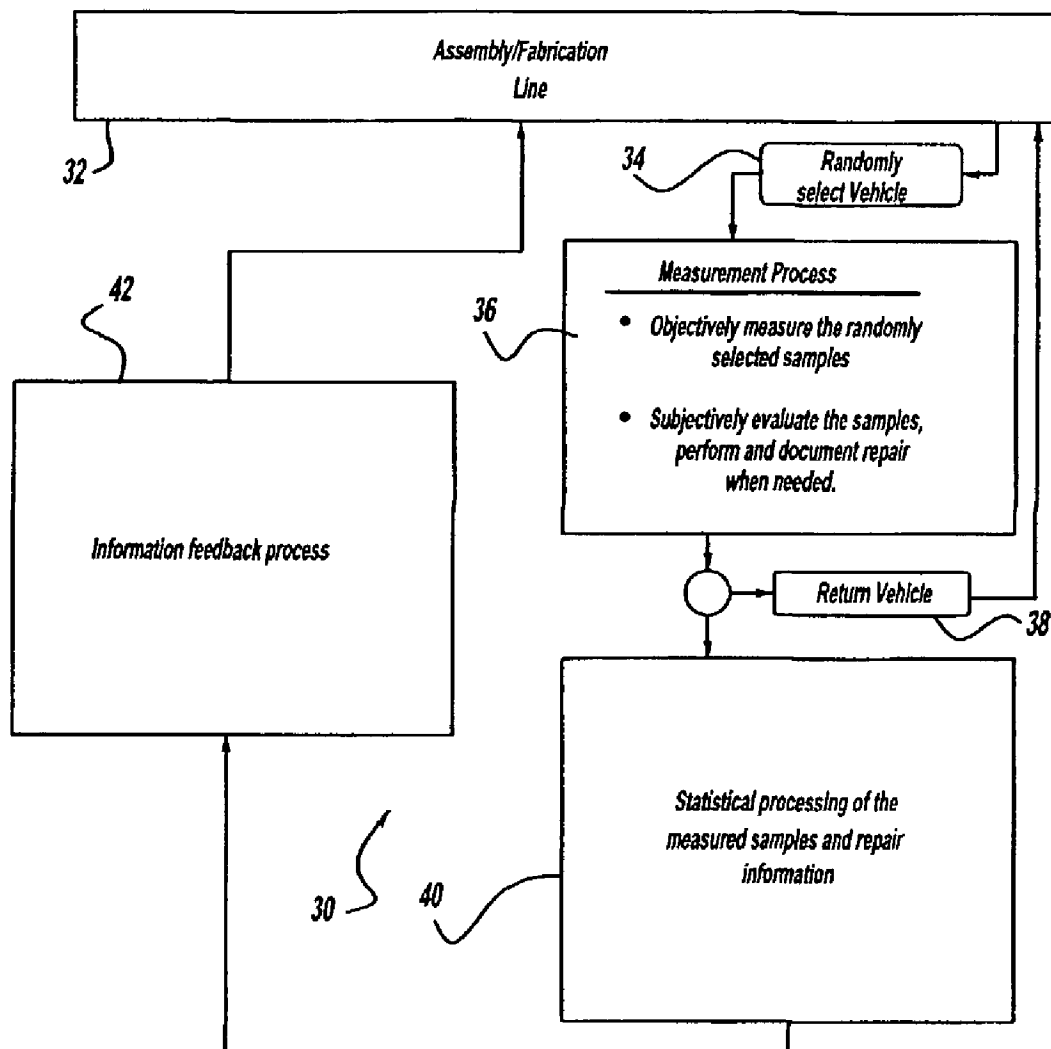 Assembly/Fabrication
Line
32
34
Randomly
select Vehicle
42
36
Measurement Process
• Objectively measure the randomly
selected samples
• Subjectively evaluate the samples,
perform and document repair
when needed.
Information feedback process
Return Vehicle
38
Statistical processing of the
measured samples and repair
information
30
40